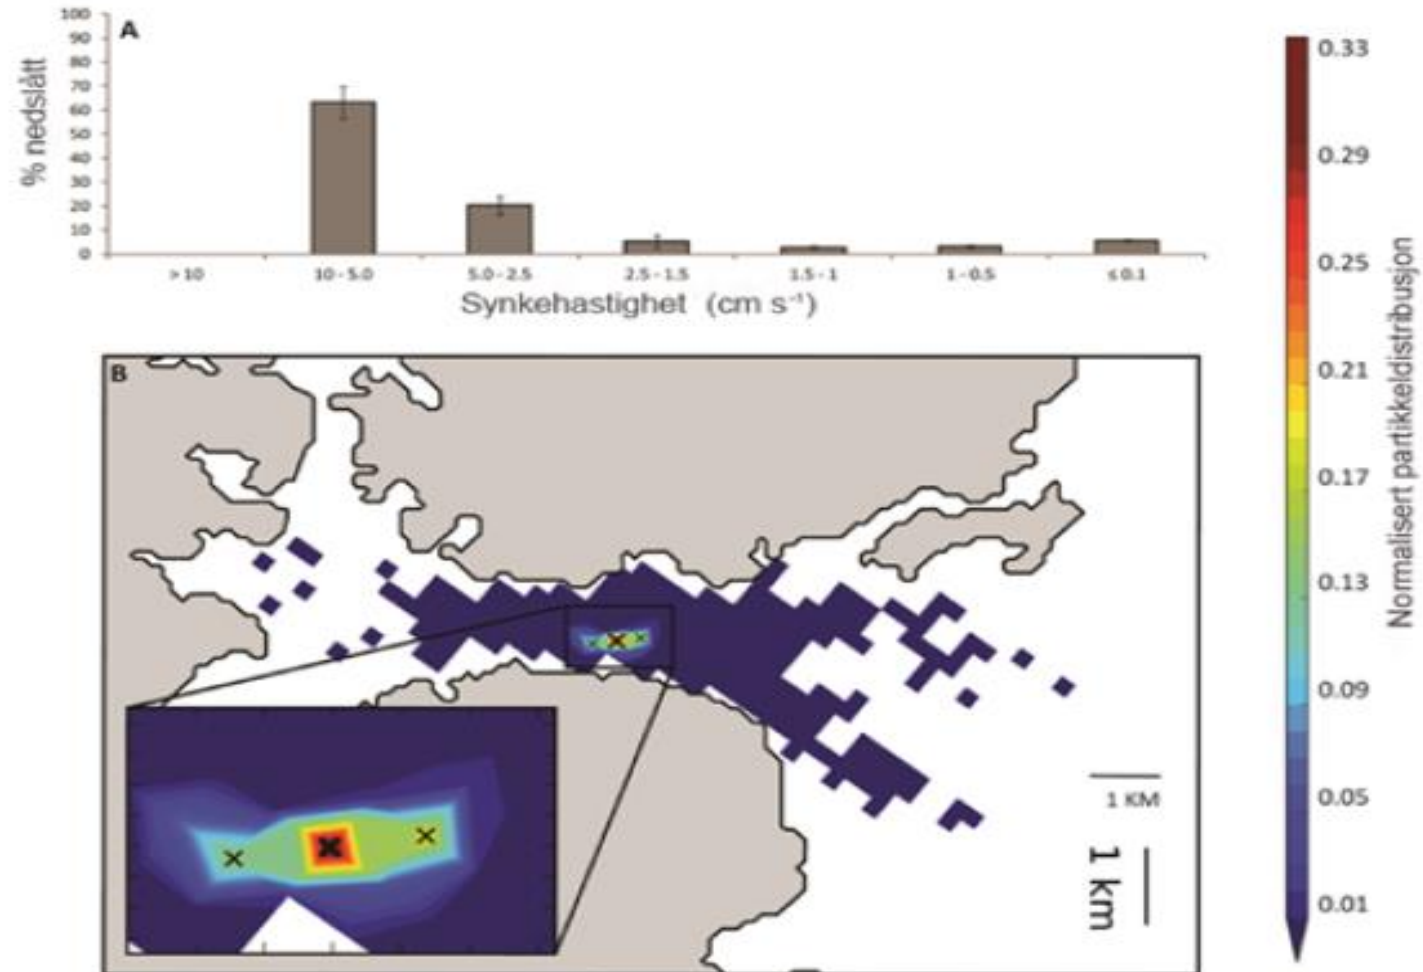 A
% nedslått
100
90
80
70
60
50
40
30
20
10
0
> 10
10 - 5.0
5.0 - 2.5
2.5 - 1.5
1.5 - 1
1 - 0.5
≤ 0.1
Synkehastighet (cm s⁻¹)
B
1 KM
1 km
0.33
0.29
0.25
0.21
0.17
0.13
0.09
0.05
0.01
Normalisert partikkeldistribusjon